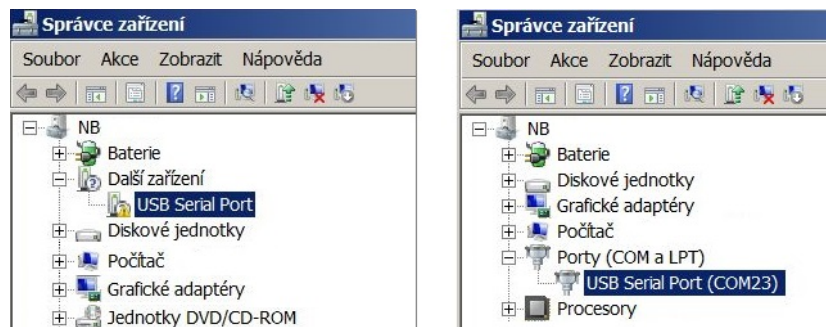 Správce zařízení
Soubor Akce Zobrazit Nápověda
NB
Baterie
Další zařízení
USB Serial Port
Diskové jednotky
Počítač
Grafické adaptéry
Jednotky DVD/CD-ROM
Správce zařízení
Soubor Akce Zobrazit Nápověda
NB
Baterie
Diskové jednotky
Grafické adaptéry
Počítač
Porty (COM a LPT)
USB Serial Port (COM23)
Procesory